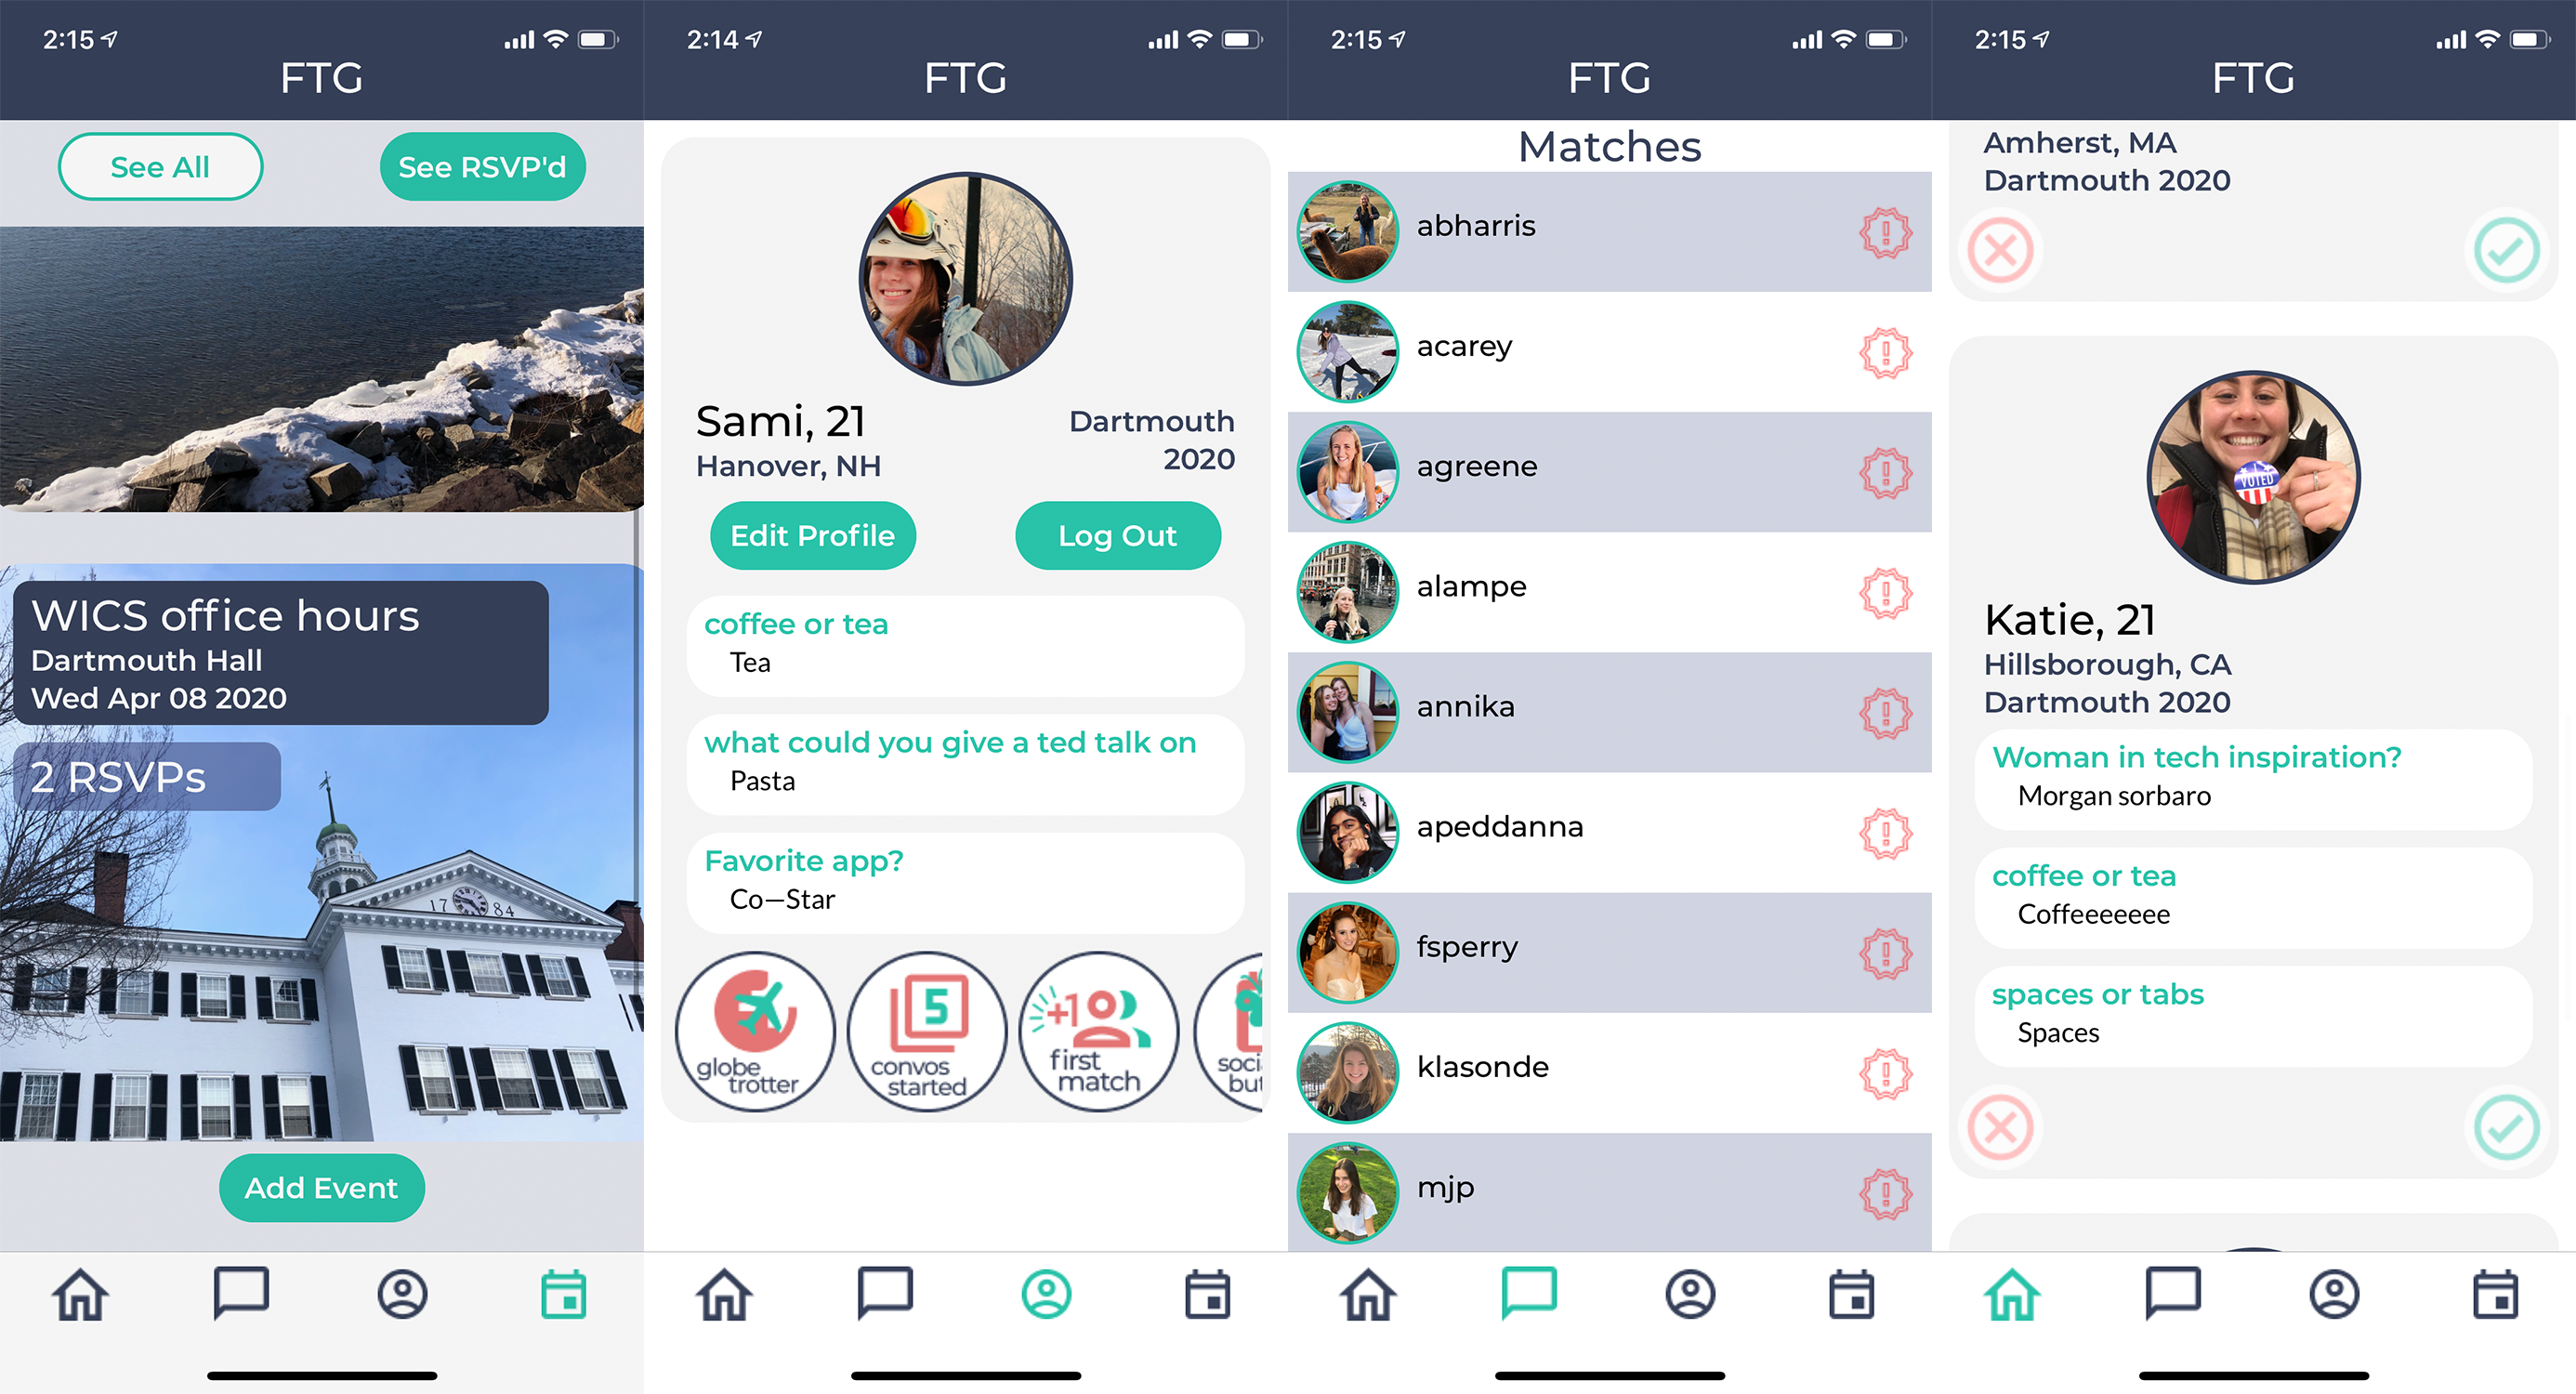 2:15
FTG
See All
See RSVP'd
WICS office hours
Dartmouth Hall
Wed Apr 08 2020
2 RSVPs
17 84
Add Event
2:14
FTG
Sami, 21
Hanover, NH
Dartmouth
2020
Edit Profile
Log Out
coffee or tea
Tea
what could you give a ted talk on
Pasta
Favorite app?
Co—Star
globe
trotter
5
convos
started
+1
first
match
soci
but
2:15
FTG
Matches
abharris
acarey
agreene
alampe
annika
apeddanna
fsperry
klasonde
mjp
2:15
FTG
Amherst, MA
Dartmouth 2020
VOTED
Katie, 21
Hillsborough, CA
Dartmouth 2020
Woman in tech inspiration?
Morgan sorbaro
coffee or tea
Coffeeeeeee
spaces or tabs
Spaces